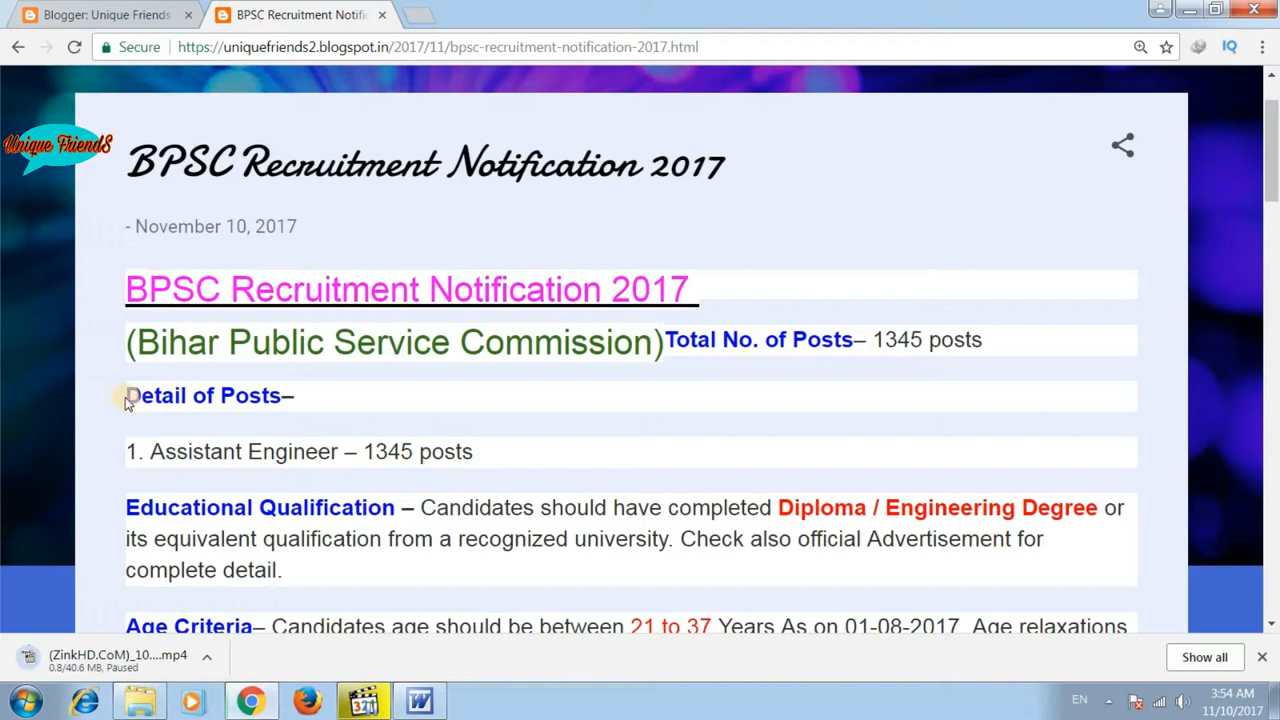 Blogger: Unique Friends
BPSC Recruitment Notific
Secure
https://uniquefriends2.blogspot.in/2017/11/bpsc-recruitment-notification-2017.html
IQ
Unique FriendS
BPSC Recruitment Notification 2017
- November 10, 2017
BPSC Recruitment Notification 2017
(Bihar Public Service Commission)Total No. of Posts– 1345 posts
Detail of Posts–
1. Assistant Engineer – 1345 posts
Educational Qualification – Candidates should have completed Diploma / Engineering Degree or
its equivalent qualification from a recognized university. Check also official Advertisement for
complete detail.
Age Criteria– Candidates age should be between 21 to 37 Years As on 01-08-2017. Age relaxations
(ZinkHD.CoM)_10....mp4
0.8/40.6 MB, Paused
Show all
321
W
EN
3:54 AM
11/10/2017